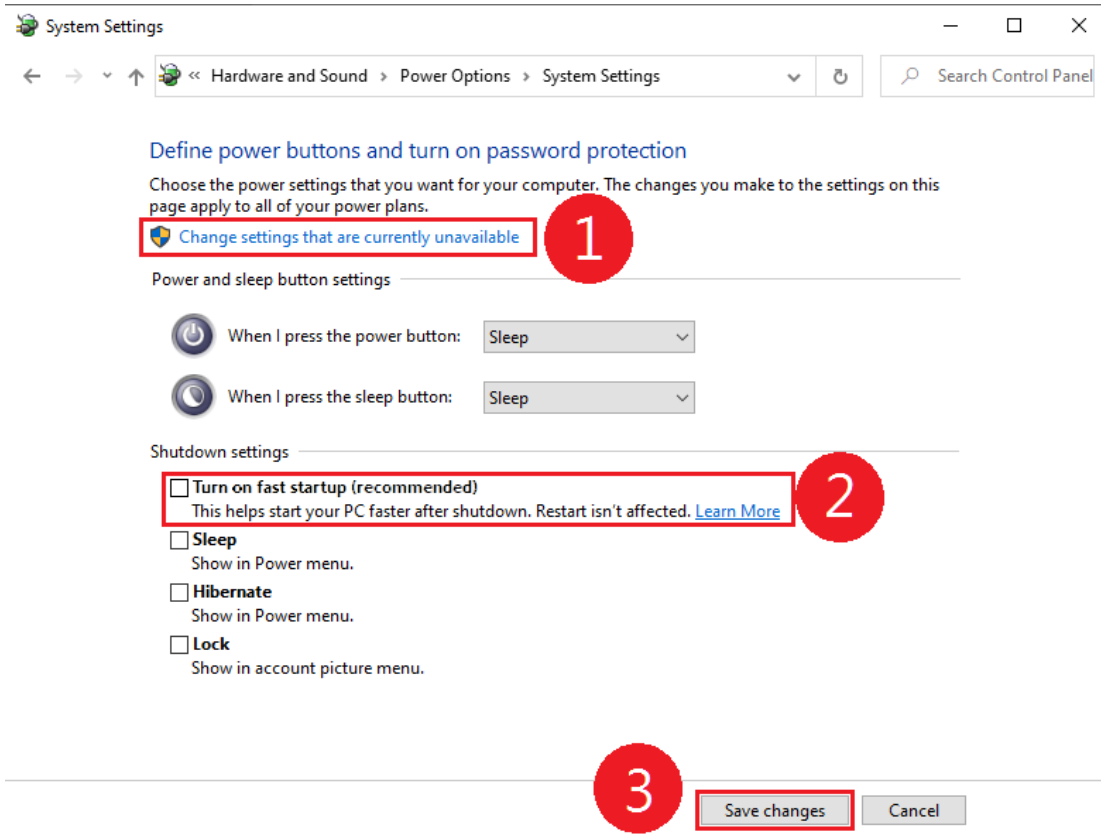 System Settings
« Hardware and Sound > Power Options > System Settings
Search Control Panel
Define power buttons and turn on password protection
Choose the power settings that you want for your computer. The changes you make to the settings on this
page apply to all of your power plans.
Change settings that are currently unavailable
1
Power and sleep button settings
When I press the power button: Sleep
When I press the sleep button: Sleep
Shutdown settings
Turn on fast startup (recommended)
This helps start your PC faster after shutdown. Restart isn't affected. Learn More
2
Sleep
Show in Power menu.
Hibernate
Show in Power menu.
Lock
Show in account picture menu.
3
Save changes
Cancel